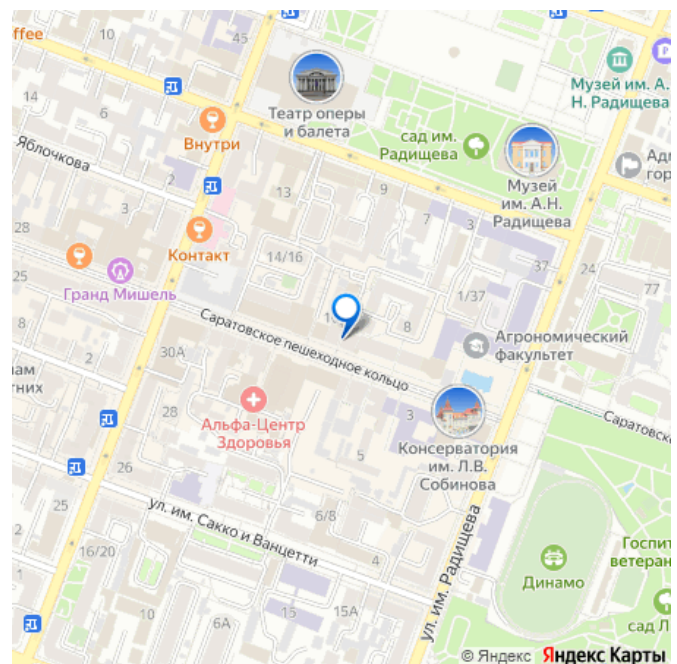 ffee
45
14
6
Внутри
Театр оперы
и балета
сад им.
Радищева
Музей им. А.
Н. Радищева
Музей
им. А.Н.
Радищева
Яблочкова
2
13
9
7
3
3
28
Контакт
14/16
37
24
25
Гранд Мишель
1/37
77
8
Саратовское пешеходное кольцо
Агрономический
факультет
30А
2
28
Альфа-Центр
Здоровья
3
Консерватория
им. Л.В.
Собинова
26
5
25
ул. им. Сакко и Ванцетти
6/8
4
2
16/20
15
15А
10
6А
ул. им. Радищева
Динамо
© Яндекс Яндекс Карты